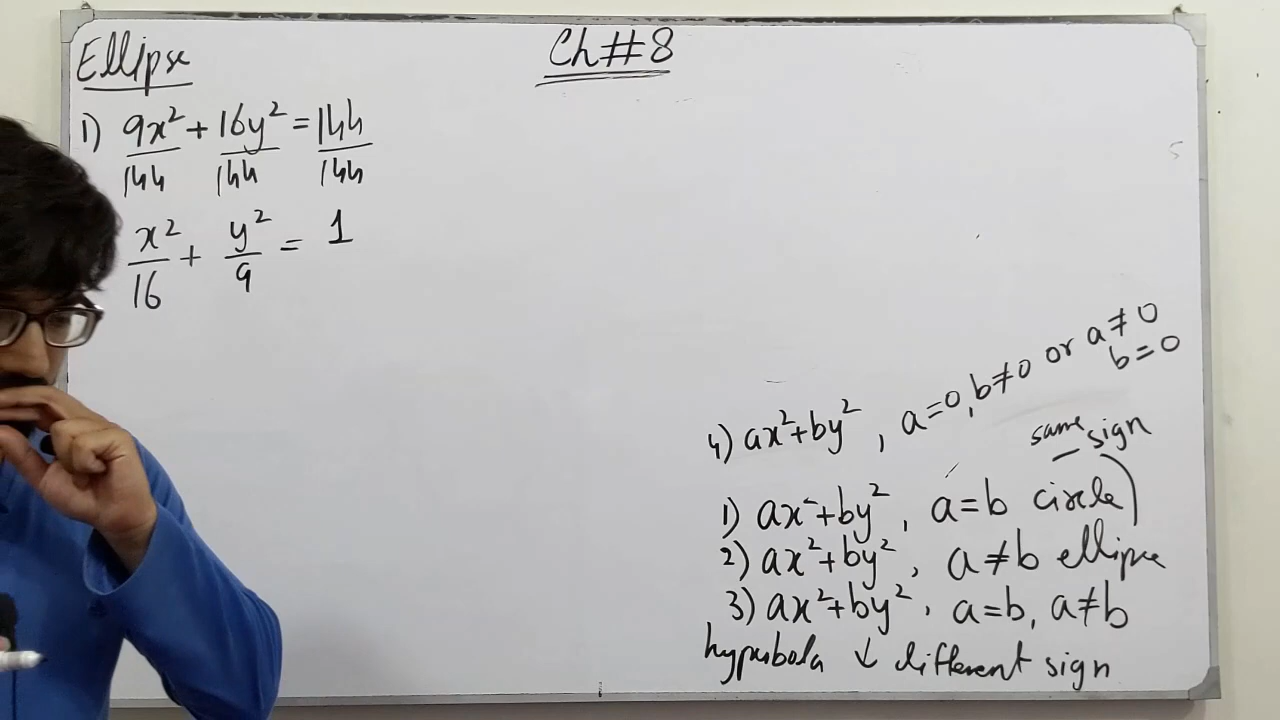 Ch#8
Ellipse
1) 9x²/144 + 16y²/144 = 144/144
x²/16 + y²/9 = 1
4) ax²+by² , a=0, b≠0 or a≠0
b=0
same sign
1) ax²+by² , a=b circle)
2) ax²+by² , a≠b ellipse
3) ax²+by² , a=b, a≠b
hyperbola ↓ different sign